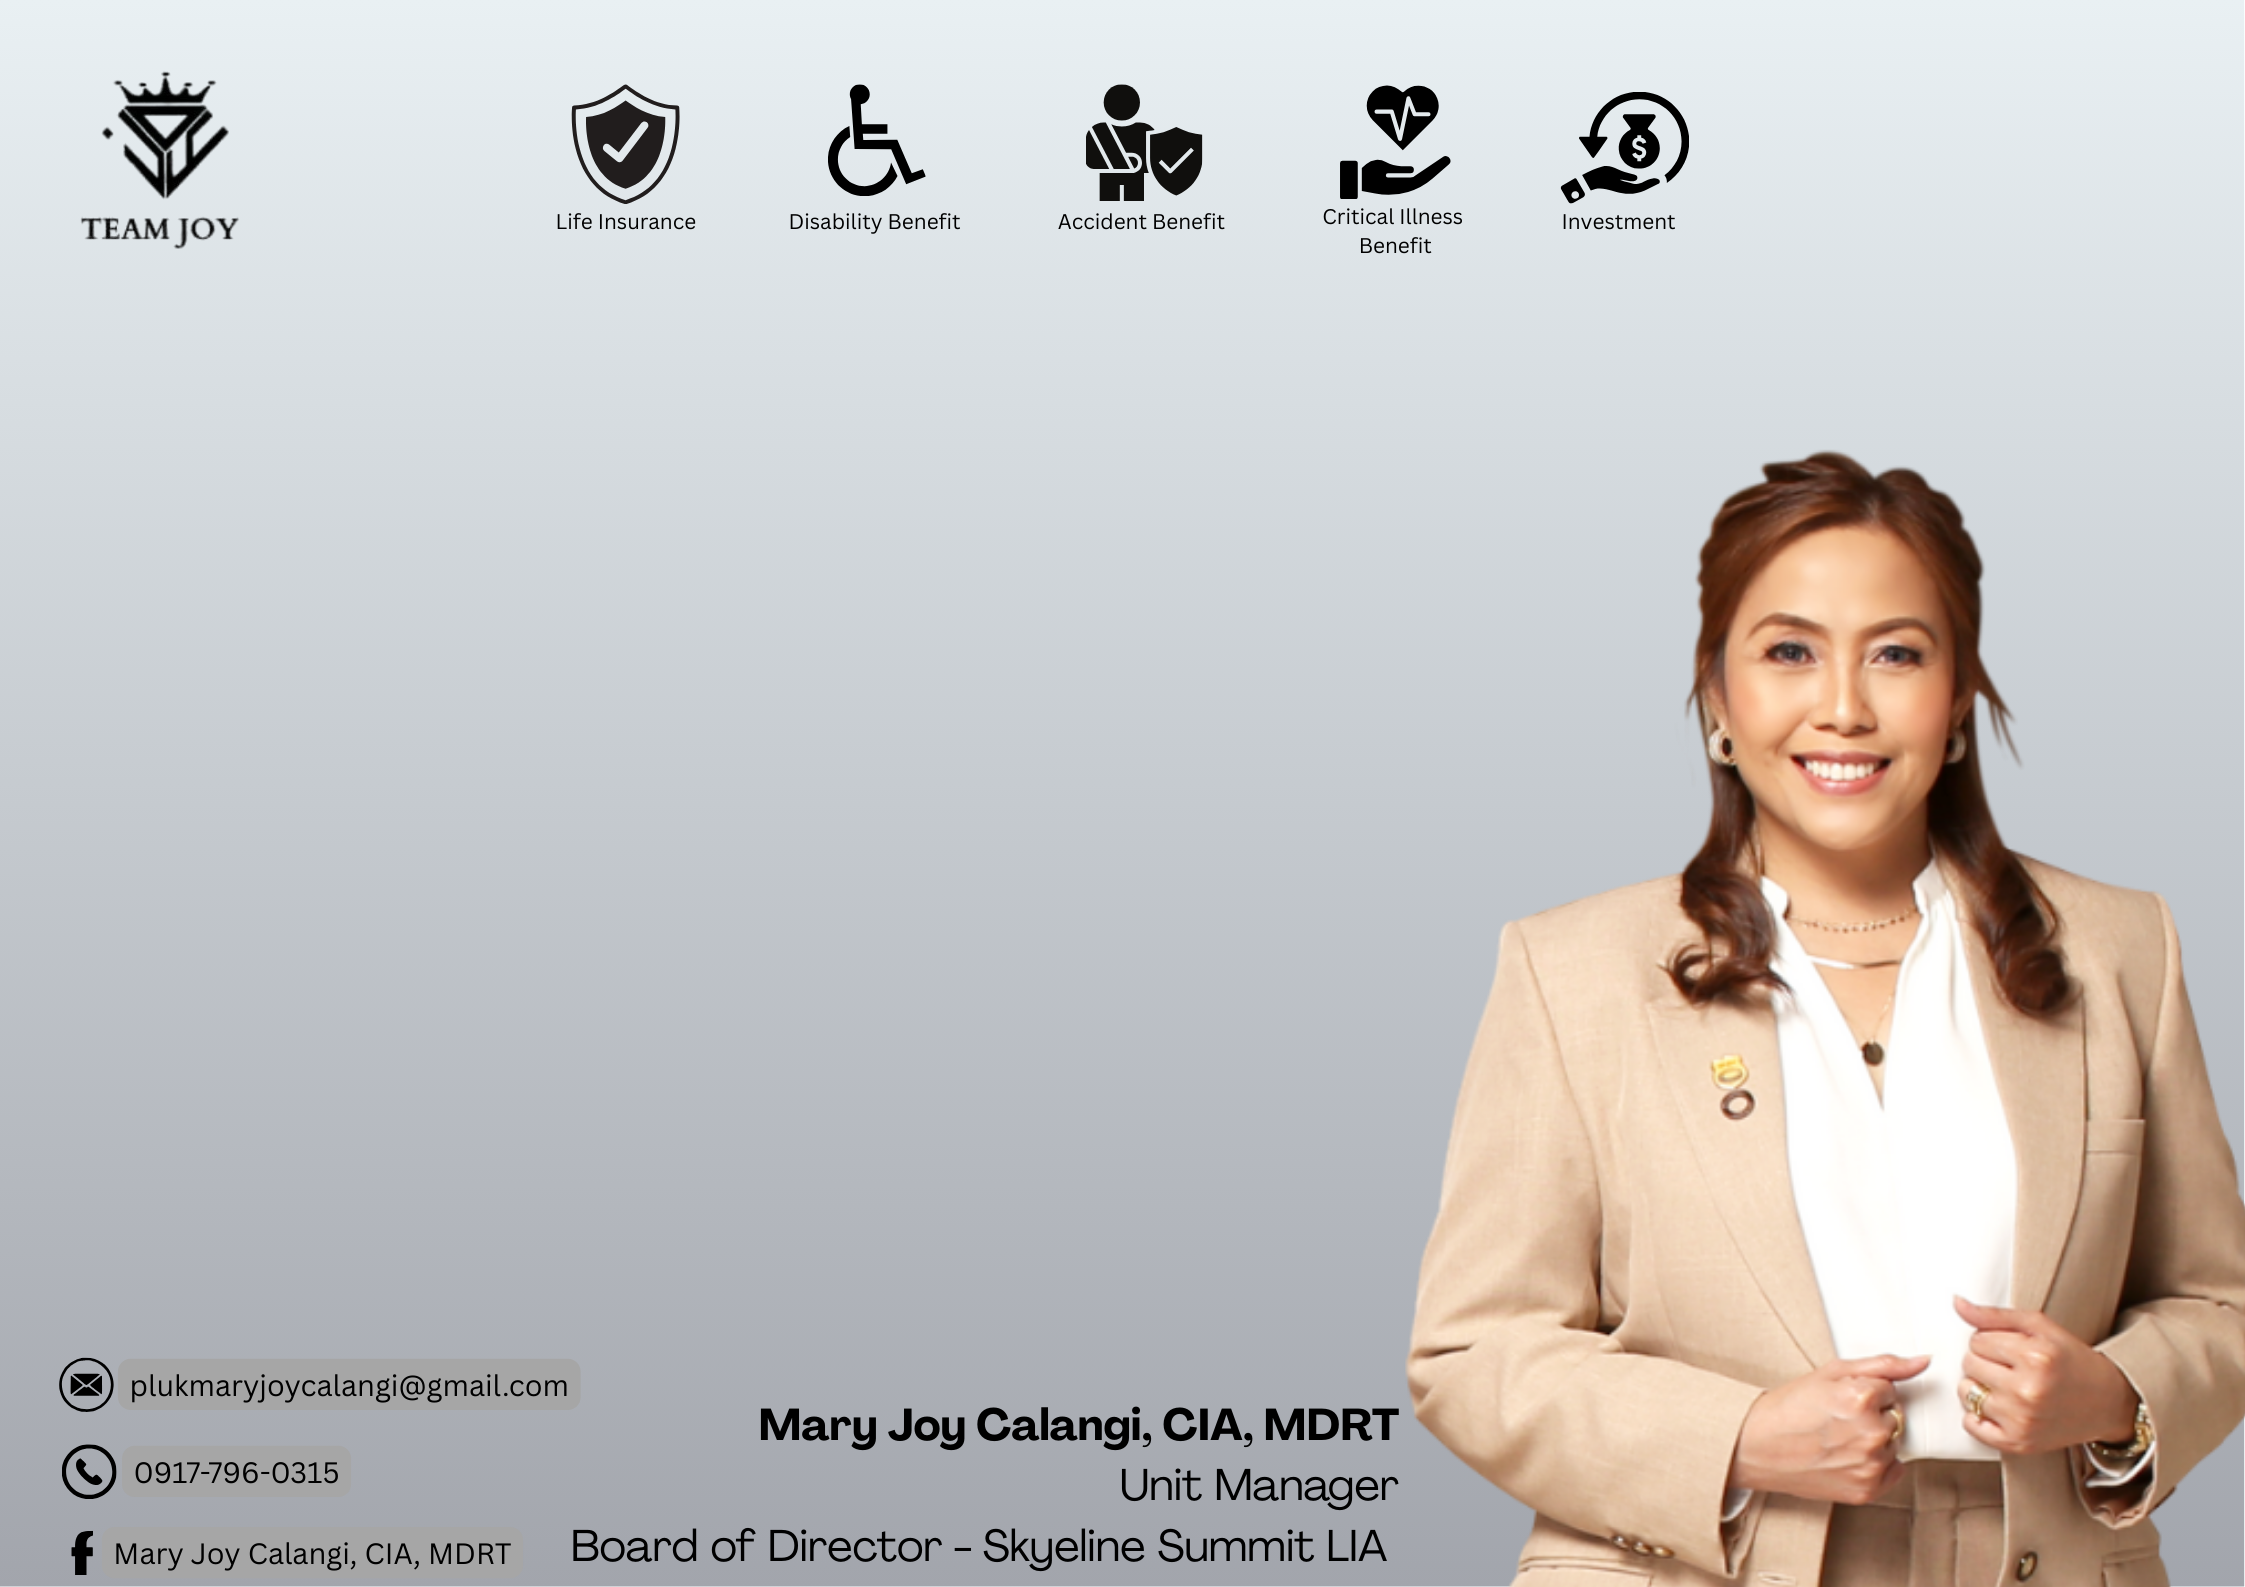 TEAM JOY
Life Insurance
Disability Benefit
Accident Benefit
Critical Illness
Benefit
Investment
plukmaryjoycalangi@gmail.com
0917-796-0315
Mary Joy Calangi, CIA, MDRT
Mary Joy Calangi, CIA, MDRT
Unit Manager
Board of Director - Skyeline Summit LIA